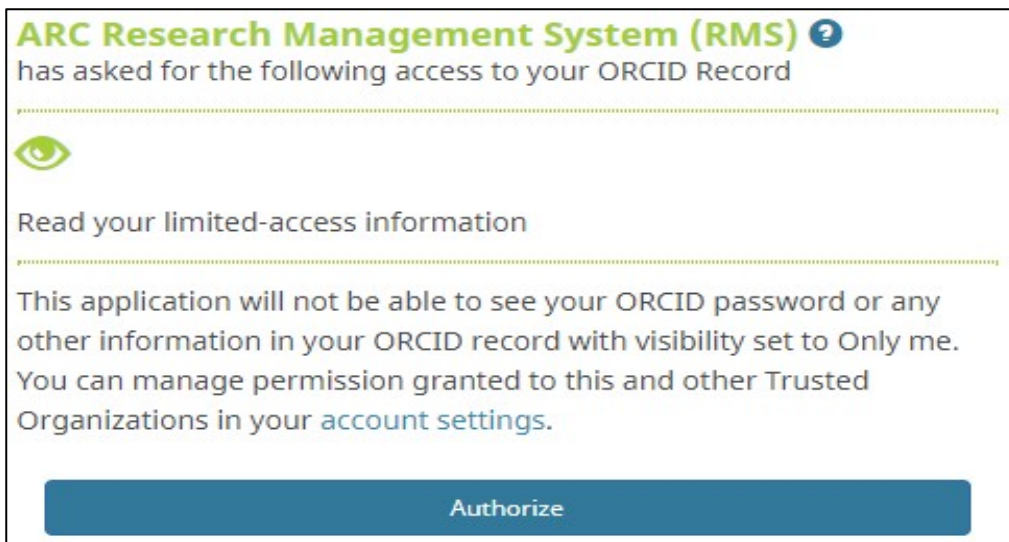 ARC Research Management System (RMS) ?
has asked for the following access to your ORCID Record
Read your limited-access information
This application will not be able to see your ORCID password or any
other information in your ORCID record with visibility set to Only me.
You can manage permission granted to this and other Trusted
Organizations in your account settings.
Authorize